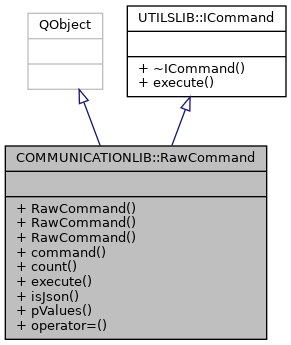 QObject
UTILSLIB::ICommand
+ ~ICommand()
+ execute()
COMMUNICATIONLIB::RawCommand
+ RawCommand()
+ RawCommand()
+ RawCommand()
+ command()
+ count()
+ execute()
+ isJson()
+ pValues()
+ operator=()